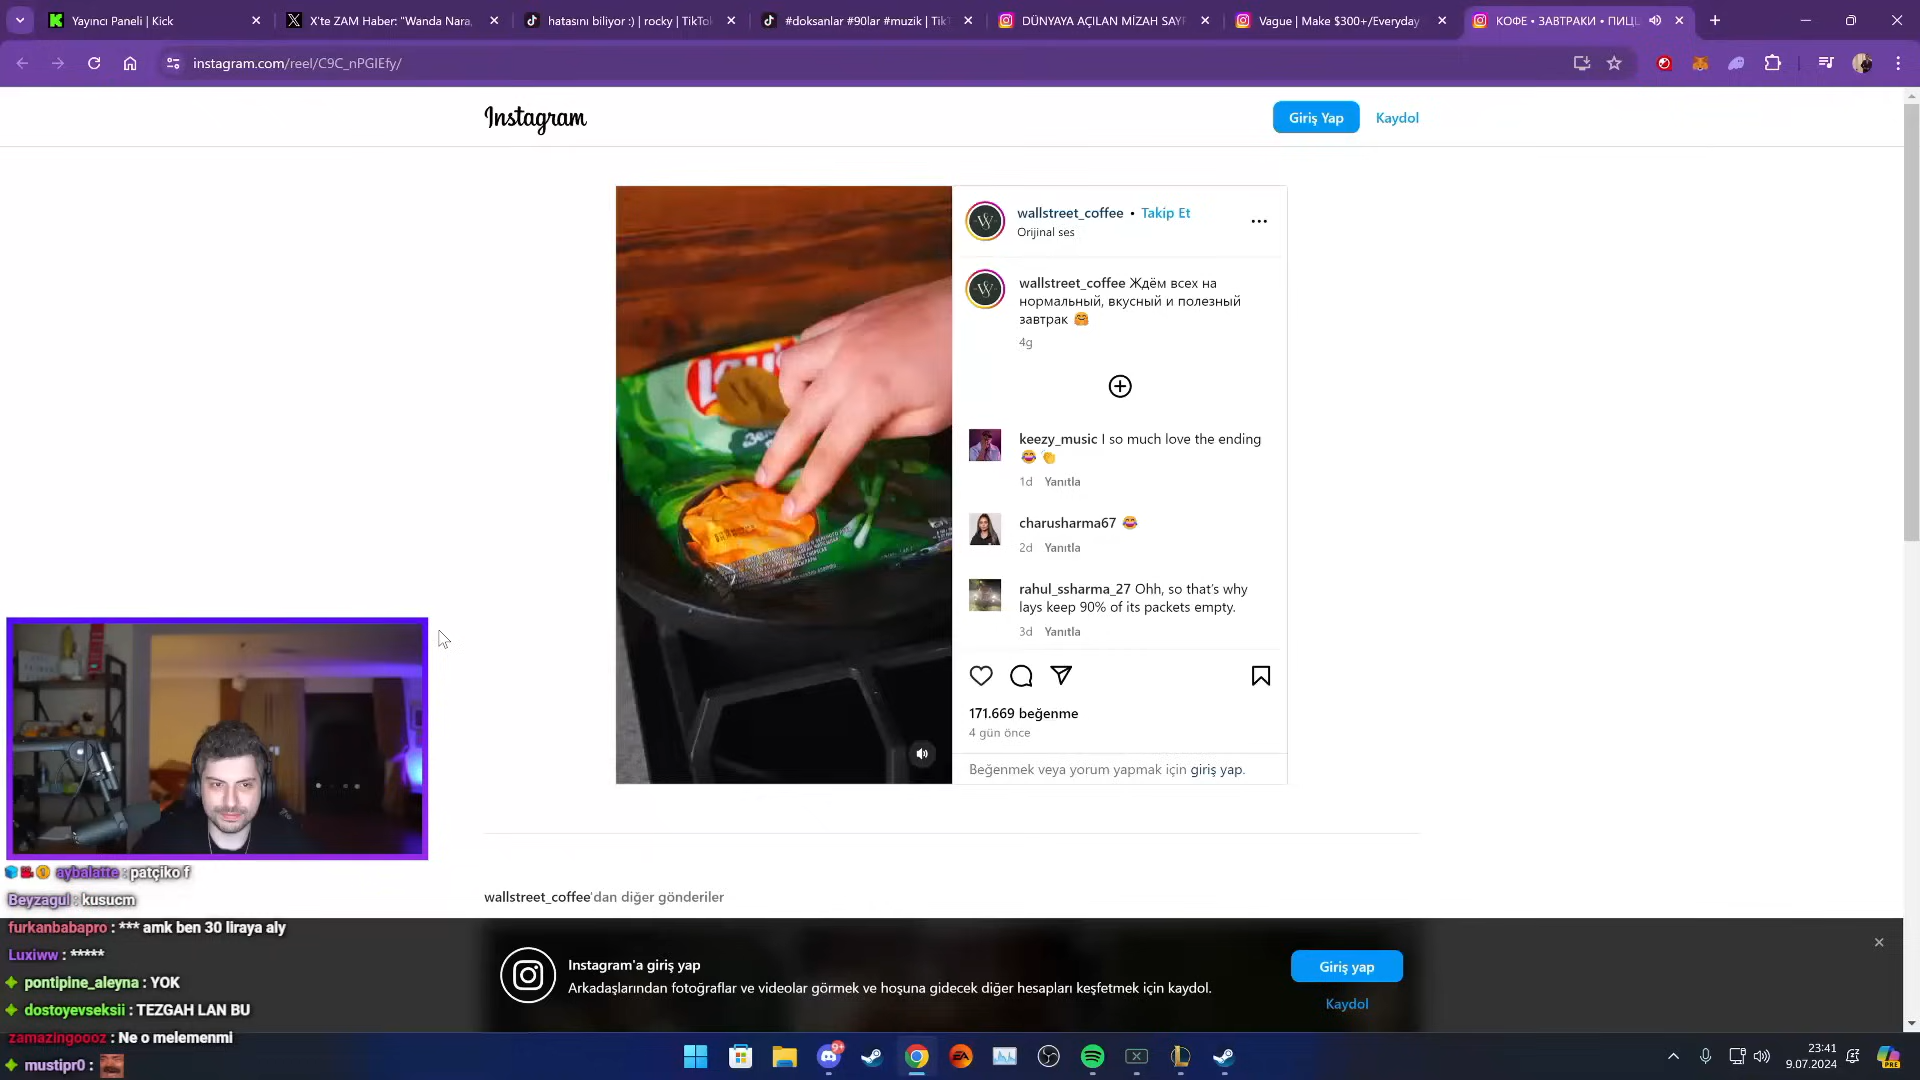 Yayıncı Paneli | Kick
X'te ZAM Haber: "Wanda Nara,
hatasını biliyor :) | rocky | TikTok
#doksanlar #90lar #muzik | TikT
DÜNYAYA AÇILAN MİZAH SAYF
Vague | Make $300+/Everyday
КОФЕ • ЗАВТРАКИ • ПИЦЦ
instagram.com/reel/C9C_nPGIEfy/
Instagram
Giriş Yap
Kaydol
wallstreet_coffee • Takip Et
Orijinal ses
wallstreet_coffee Ждём всех на
нормальный, вкусный и полезный
завтрак 🤗
4g
keezy_music I so much love the ending
😂 👏
1d Yanıtla
charusharma67 😂
2d Yanıtla
rahul_ssharma_27 Ohh, so that's why
lays keep 90% of its packets empty.
3d Yanıtla
171.669 beğenme
4 gün önce
Beğenmek veya yorum yapmak için giriş yap.
wallstreet_coffee'dan diğer gönderiler
aybalatte : patçiko f
Beyzagul : kusucm
furkanbabapro : *** amk ben 30 liraya aly
Luxiww : *****
pontipine_aleyna : YOK
dostoyevseksii : TEZGAH LAN BU
zamazingoooz : Ne o melemenmi
mustipr0 :
Instagram'a giriş yap
Arkadaşlarından fotoğraflar ve videolar görmek ve hoşuna gidecek diğer hesapları keşfetmek için kaydol.
Giriş yap
Kaydol
9+
EA
23:41
9.07.2024
PRE